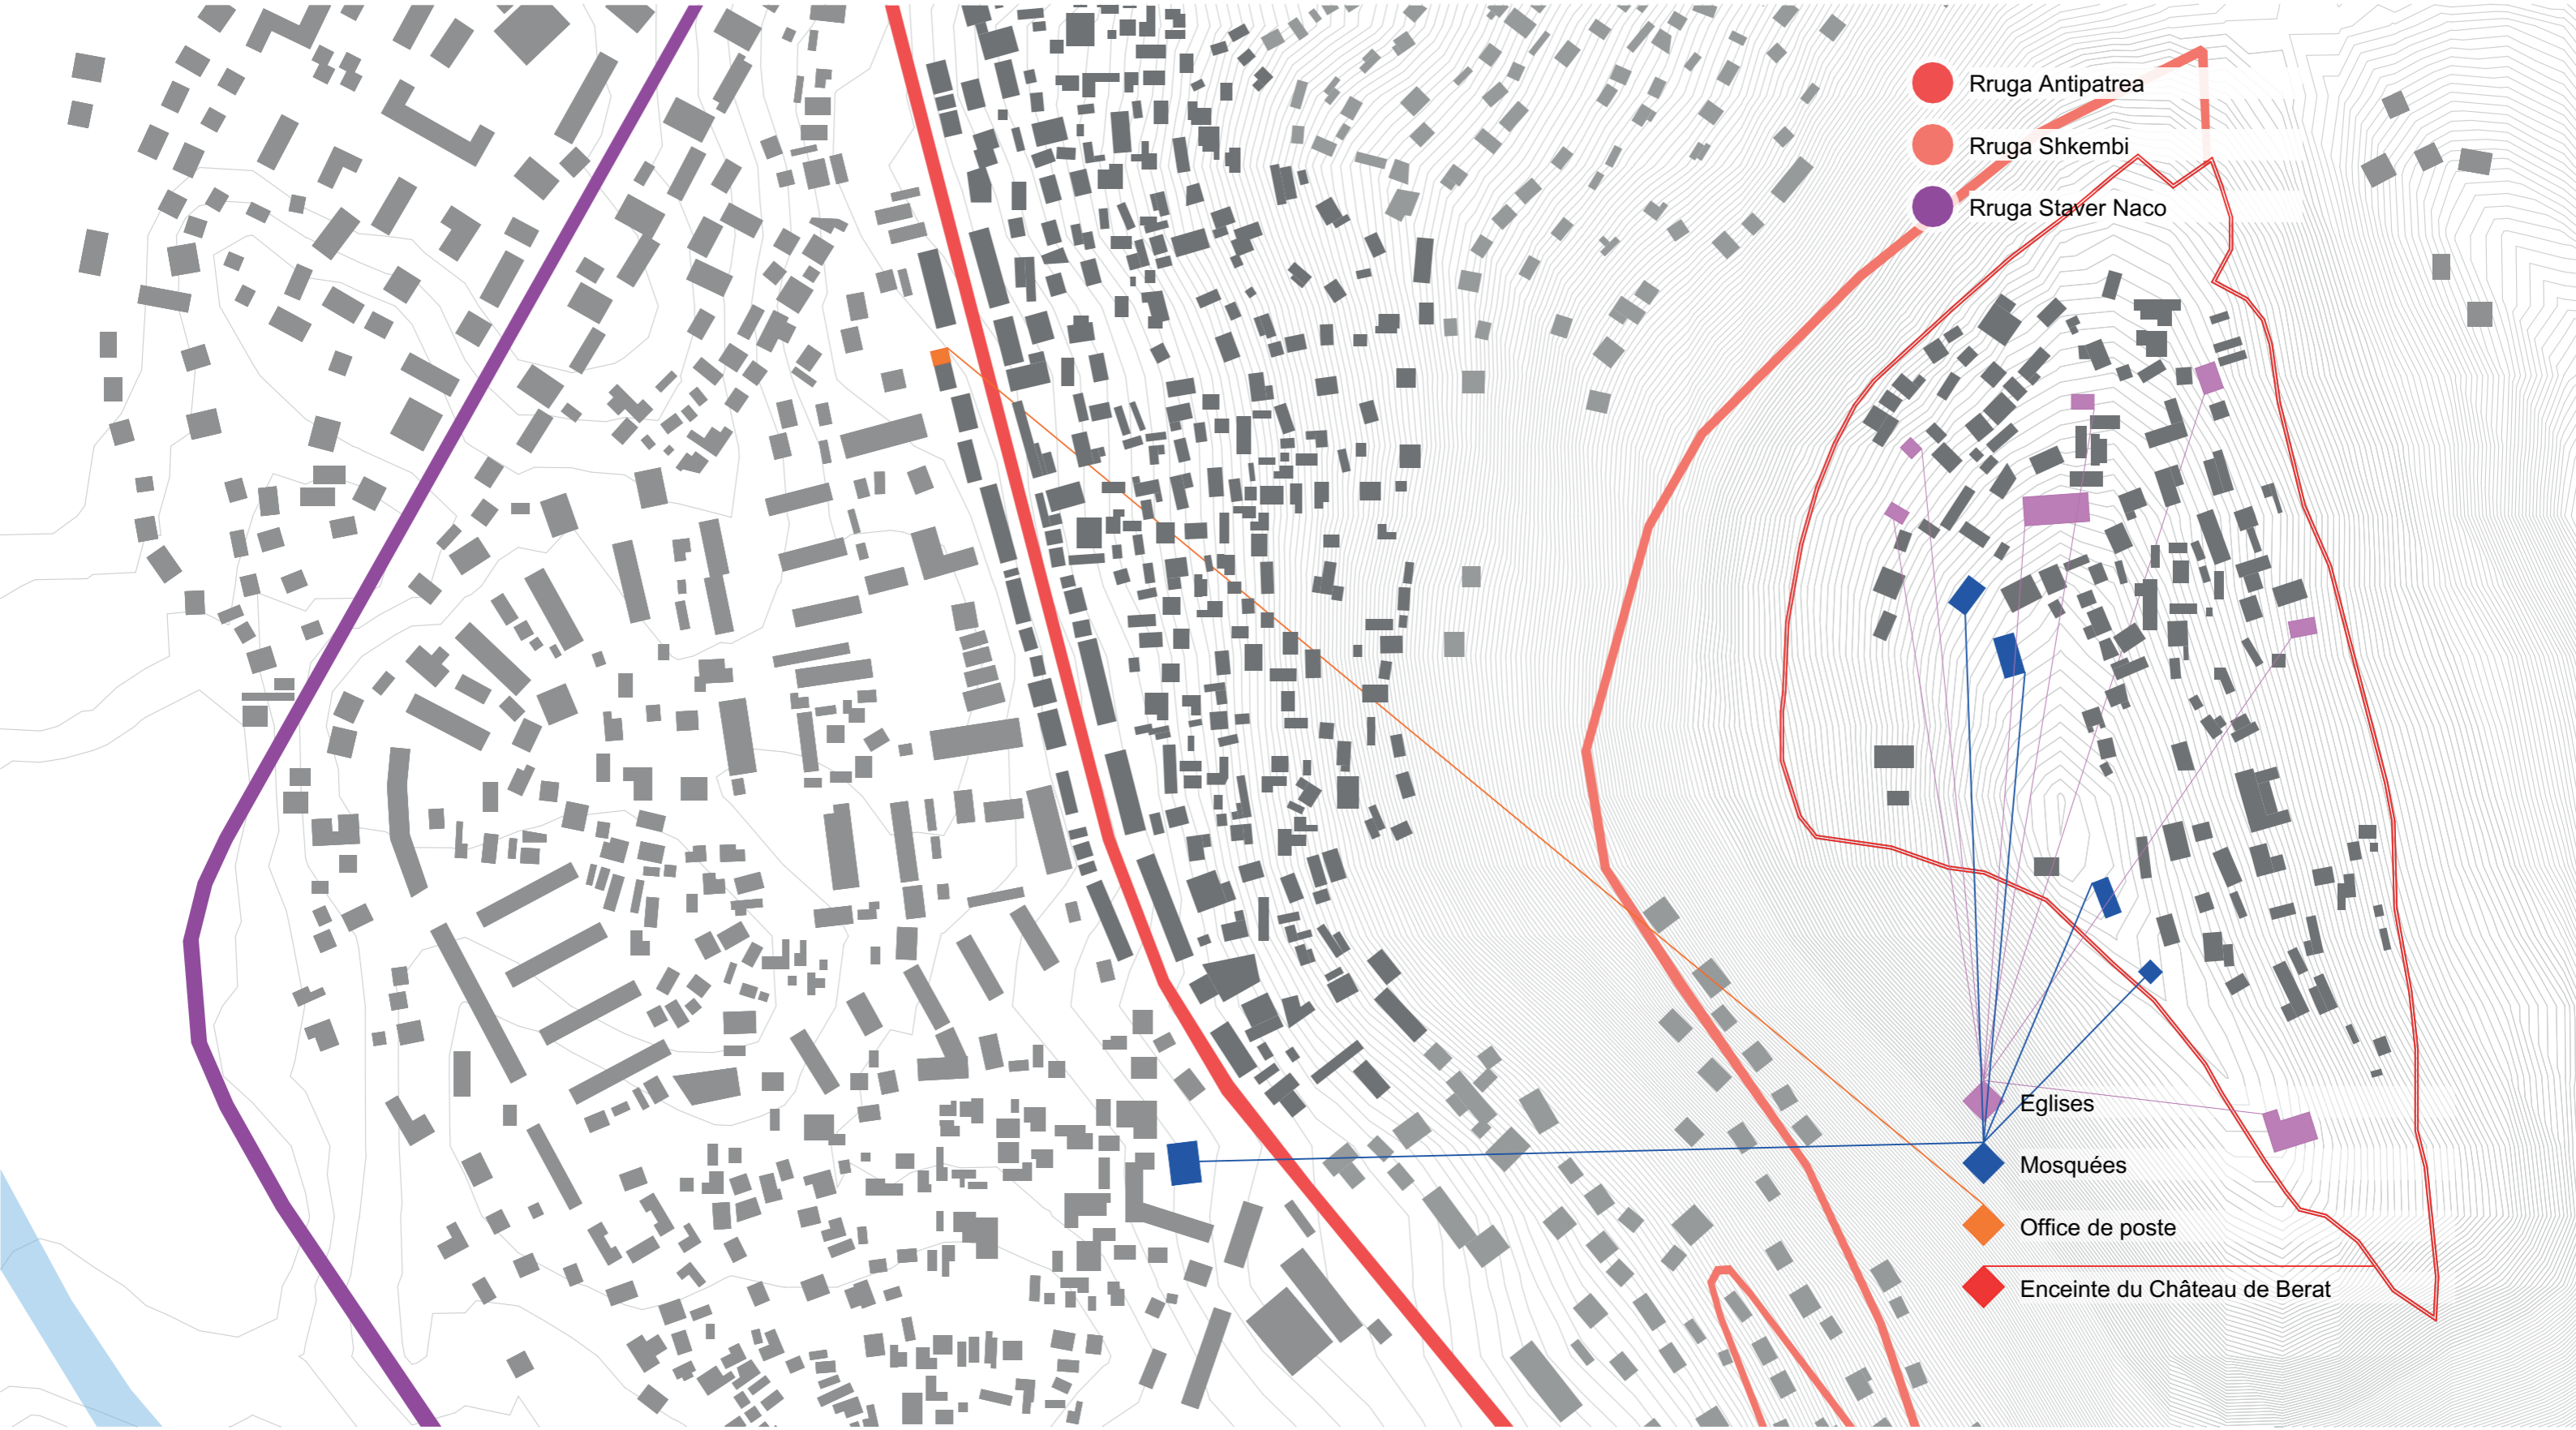 Rruga Antipatrea
Rruga Shkembi
Rruga Staver Naco
Eglises
Mosquées
Office de poste
Enceinte du Château de Berat